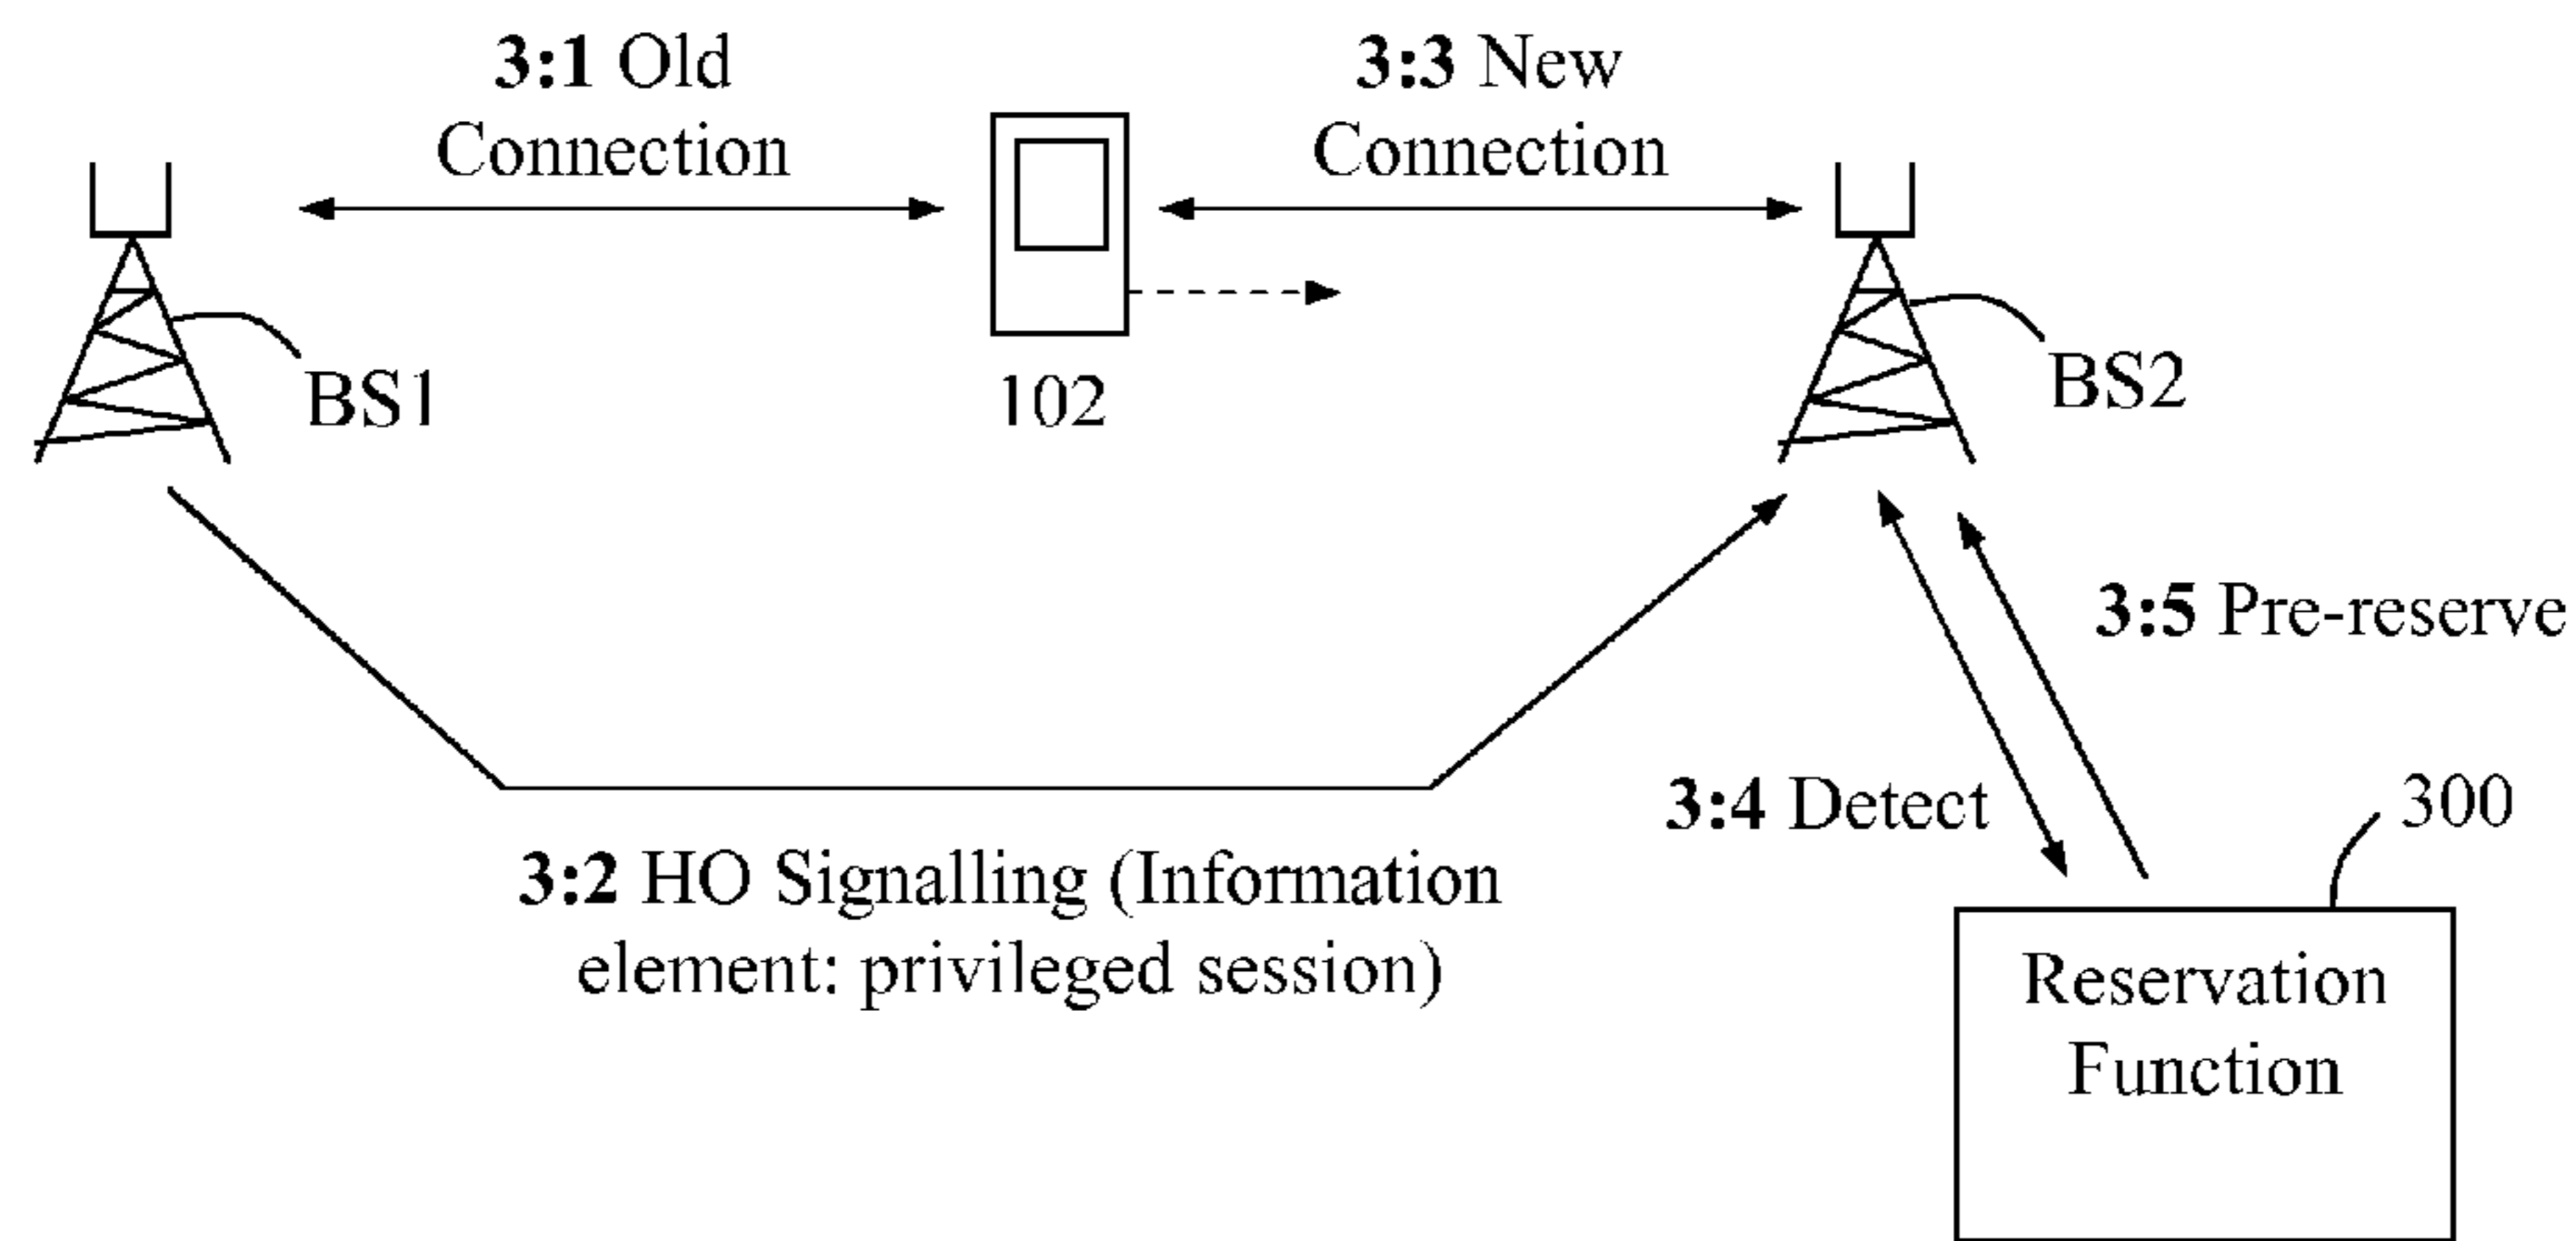 3:1 Old
Connection
3:3 New
Connection
BS1
102
BS2
3:5 Pre-reserve
3:4 Detect
300
3:2 HO Signalling (Information
element: privileged session)
Reservation
Function